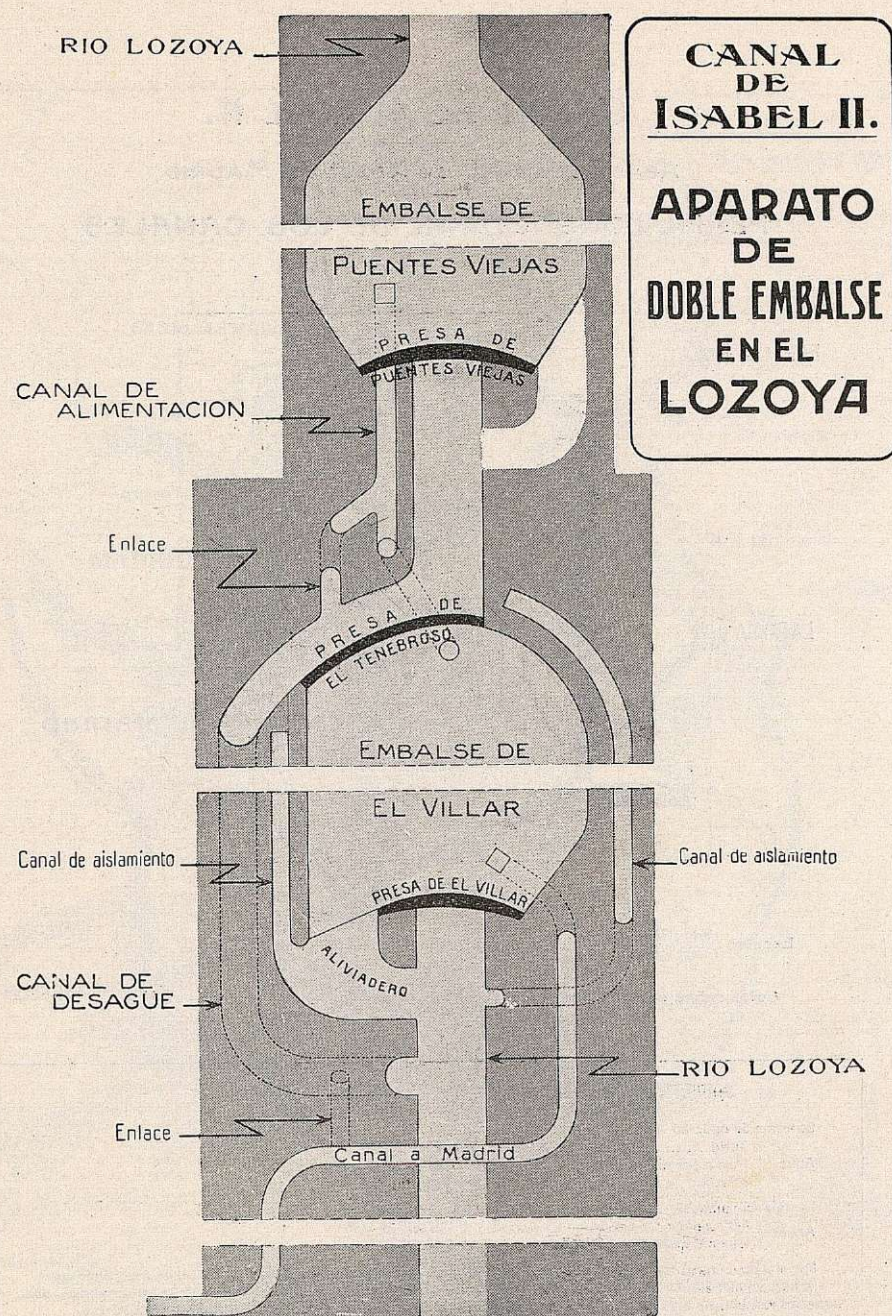 RIO LOZOYA
CANAL
DE
ISABEL II.
APARATO
DE
DOBLE EMBALSE
EN EL
LOZOYA
EMBALSE DE
PUENTES VIEJAS
PRESA DE
PUENTES VIEJAS
CANAL DE
ALIMENTACION
Enlace
PRESA DE
EL TENEBROSO
EMBALSE DE
EL VILLAR
Canal de aislamiento
Canal de aislamiento
PRESA DE EL VILLAR
ALIVIADERO
CANAL DE
DESAGÜE
RIO LOZOYA
Enlace
Canal a Madrid